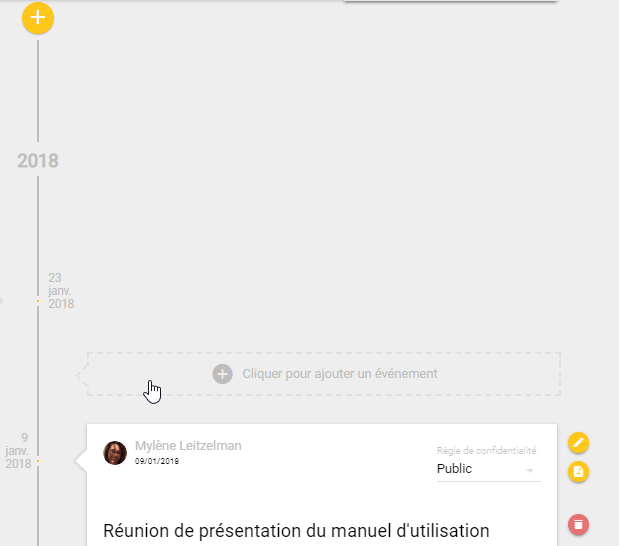 2018
23
janv.
2018
Cliquer pour ajouter un événement
9
janv.
2018
Mylène Leitzelman
09/01/2018
Règle de confidentialité
Public
Réunion de présentation du manuel d'utilisation